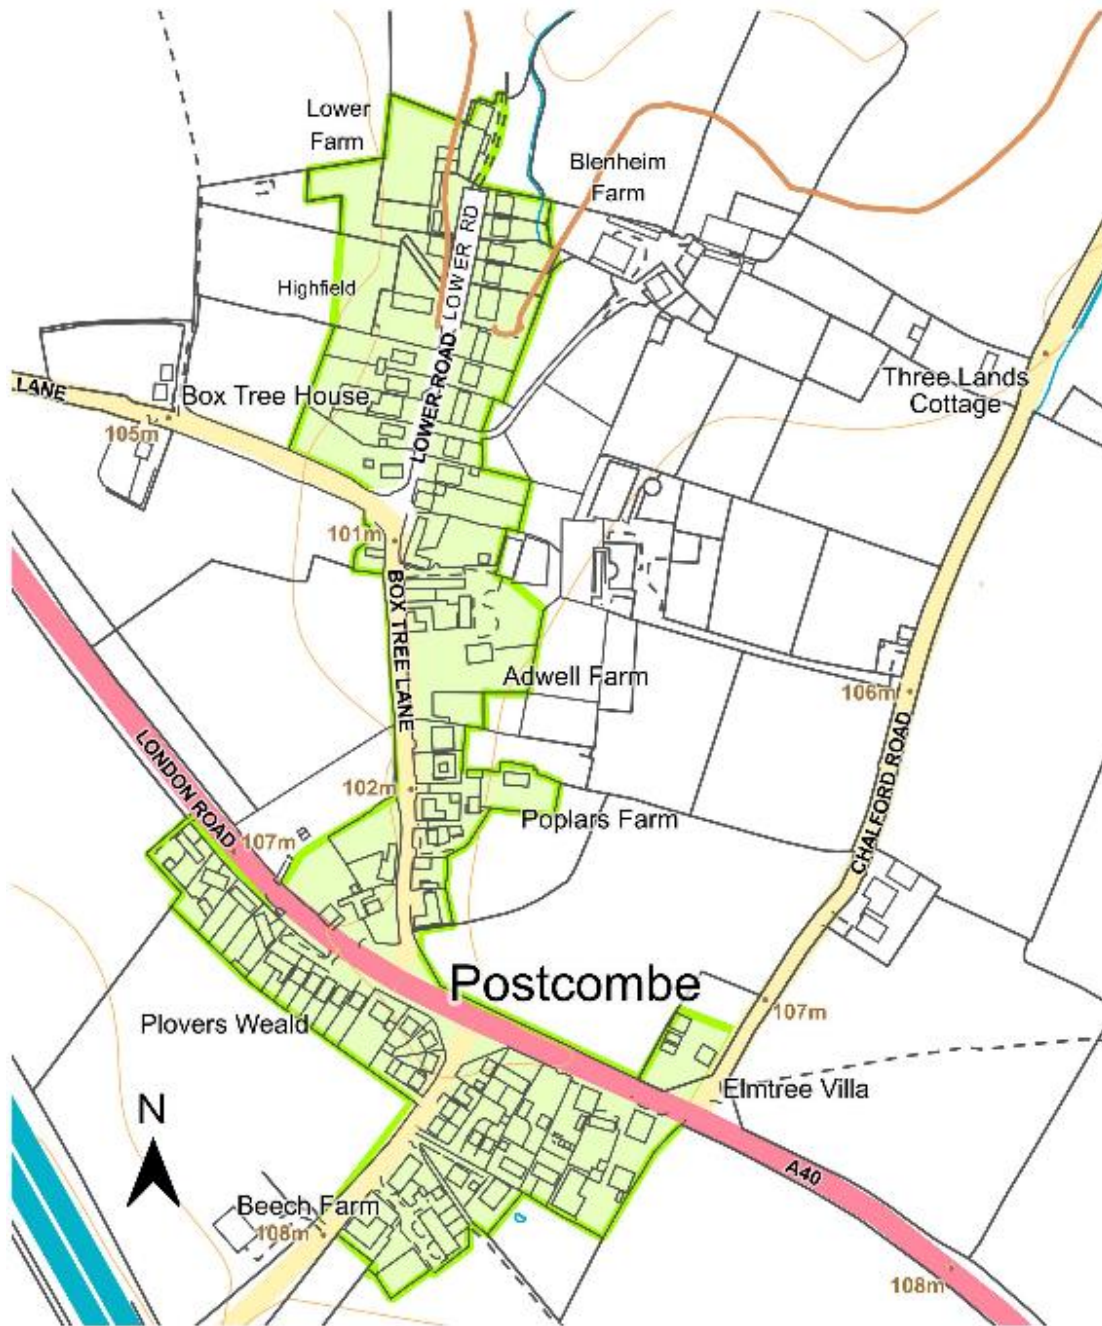 Lower
Farm
Blenheim
Farm
LOWER RD
Highfield
LOWER ROAD
LANE
Box Tree House
105m
Three Lands
Cottage
101m
BOX TREE LANE
Adwell Farm
106m
LONDON ROAD
102m
Poplars Farm
107m
CHALFORD ROAD
Postcombe
107m
Plovers Weald
Elmtree Villa
N
A40
Beech Farm
108m
108m